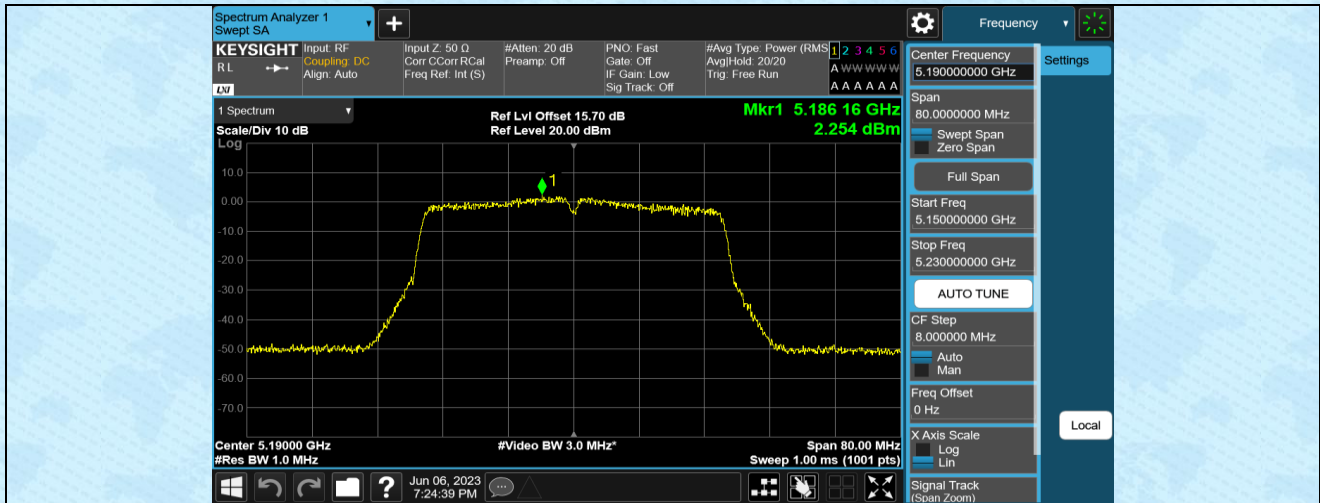 Spectrum Analyzer 1
Swept SA
+
Frequency
KEYSIGHT
RL
LXI
Input: RF
Coupling: DC
Align: Auto
Input Z: 50 Ω
Corr CCorr RCal
Freq Ref: Int (S)
#Atten: 20 dB
Preamp: Off
PNO: Fast
Gate: Off
IF Gain: Low
Sig Track: Off
#Avg Type: Power (RMS
Avg|Hold: 20/20
Trig: Free Run
1 2 3 4 5 6
A W W W W W
A A A A A A
1 Spectrum
Scale/Div 10 dB
Log
Ref Lvl Offset 15.70 dB
Ref Level 20.00 dBm
Mkr1 5.186 16 GHz
2.254 dBm
1
10.0
0.00
-10.0
-20.0
-30.0
-40.0
-50.0
-60.0
-70.0
Center 5.19000 GHz
#Res BW 1.0 MHz
#Video BW 3.0 MHz*
Span 80.00 MHz
Sweep 1.00 ms (1001 pts)
?
Jun 06, 2023
7:24:39 PM
Center Frequency
5.190000000 GHz
Span
80.0000000 MHz
Swept Span
Zero Span
Full Span
Start Freq
5.150000000 GHz
Stop Freq
5.230000000 GHz
AUTO TUNE
CF Step
8.000000 MHz
Auto
Man
Freq Offset
0 Hz
X Axis Scale
Log
Lin
Signal Track
(Span Zoom)
Settings
Local